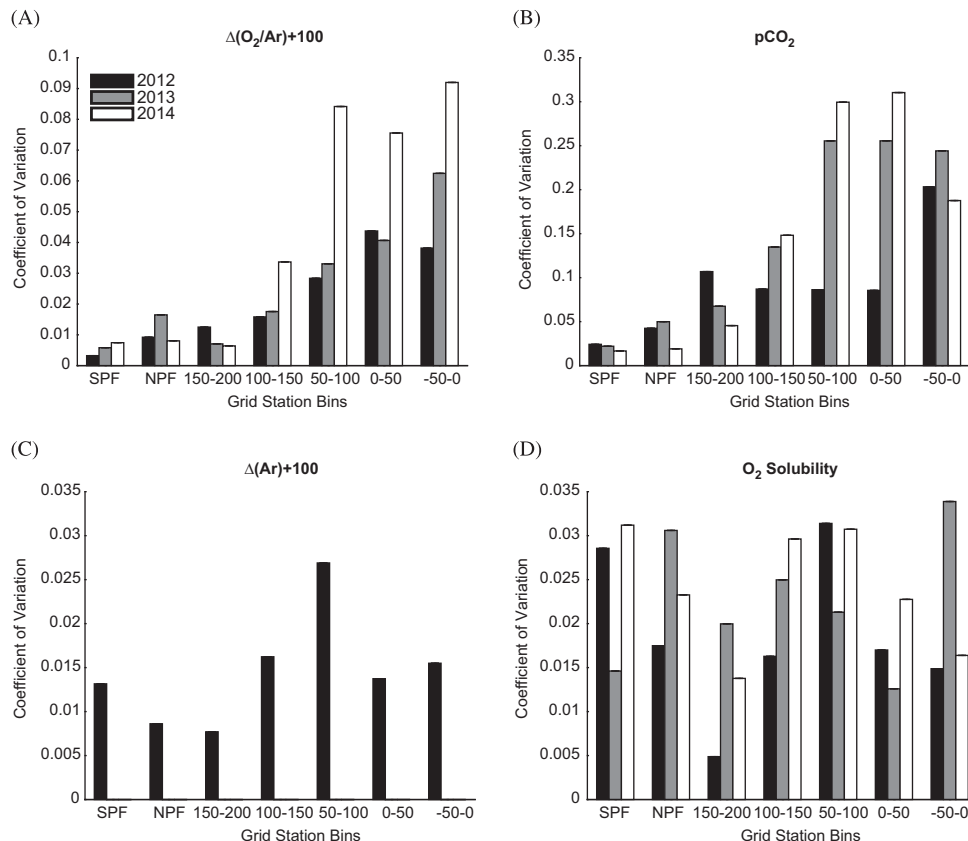 (A)
Δ(O₂/Ar)+100
Coefficient of Variation
0.1
0.09
0.08
0.07
0.06
0.05
0.04
0.03
0.02
0.01
0
2012
2013
2014
SPF NPF 150-200 100-150 50-100 0-50 -50-0
Grid Station Bins
(B)
pCO₂
Coefficient of Variation
0.35
0.3
0.25
0.2
0.15
0.1
0.05
0
SPF NPF 150-200 100-150 50-100 0-50 -50-0
Grid Station Bins
(C)
Δ(Ar)+100
Coefficient of Variation
0.035
0.03
0.025
0.02
0.015
0.01
0.005
0
SPF NPF 150-200 100-150 50-100 0-50 -50-0
Grid Station Bins
(D)
O₂ Solubility
Coefficient of Variation
0.035
0.03
0.025
0.02
0.015
0.01
0.005
0
SPF NPF 150-200 100-150 50-100 0-50 -50-0
Grid Station Bins